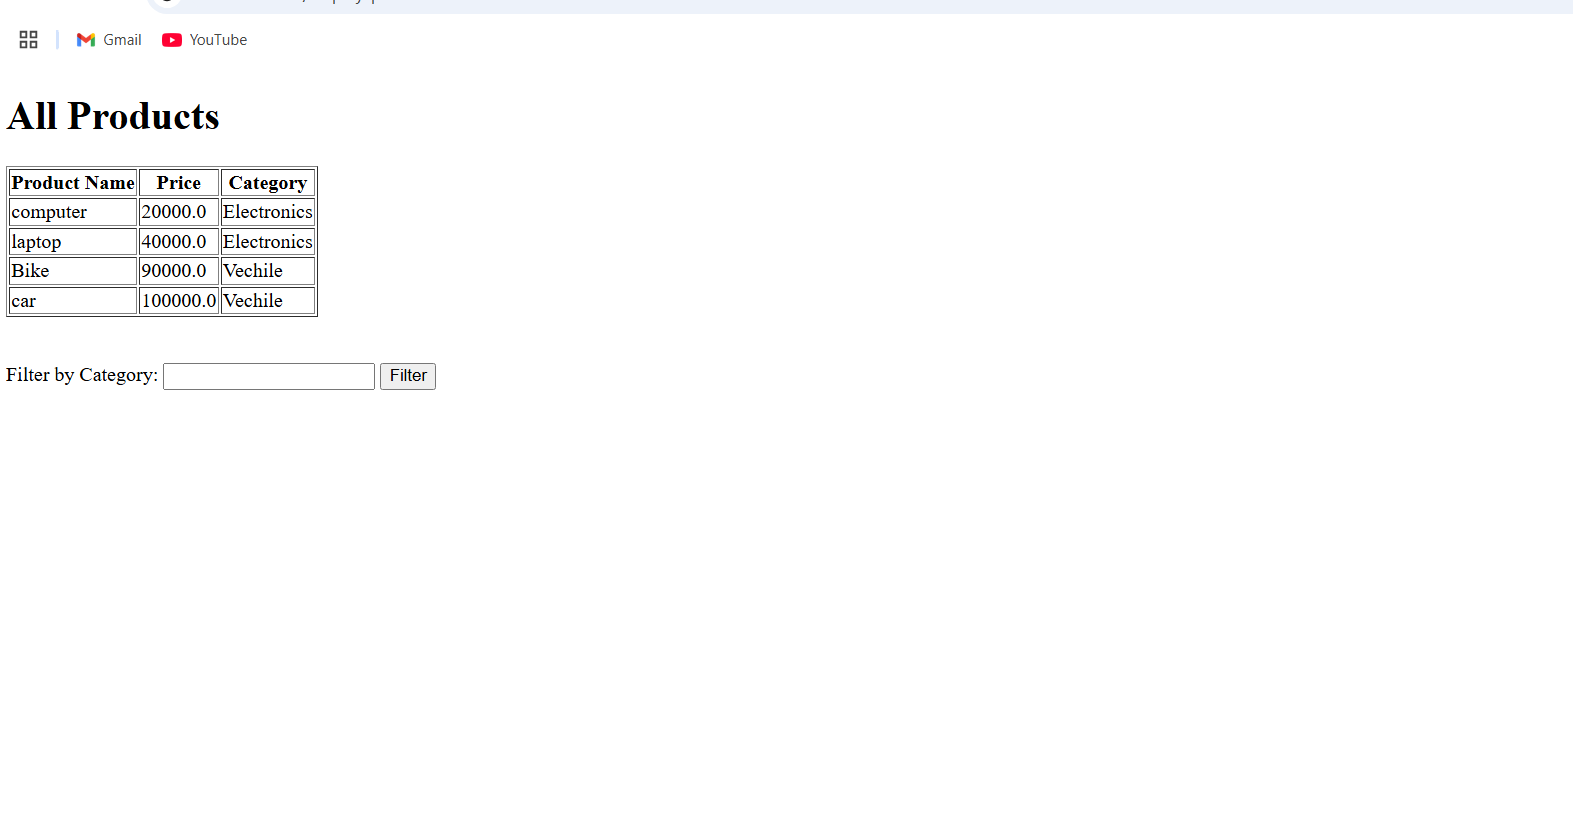 Gmail YouTube
All Products
Product Name Price Category
computer 20000.0 Electronics
laptop 40000.0 Electronics
Bike 90000.0 Vechile
car 100000.0 Vechile
Filter by Category: Filter